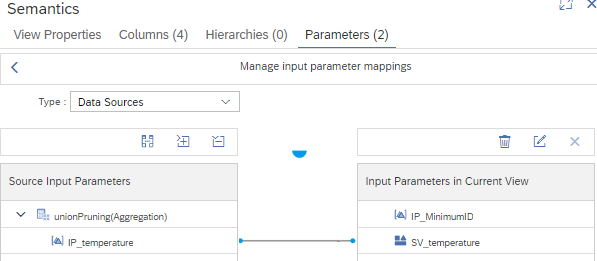 Semantics
View Properties Columns (4) Hierarchies (0) Parameters (2)
Manage input parameter mappings
Type : Data Sources
Source Input Parameters Input Parameters in Current View
unionPruning(Aggregation) IP_MinimumID
IP_temperature SV_temperature